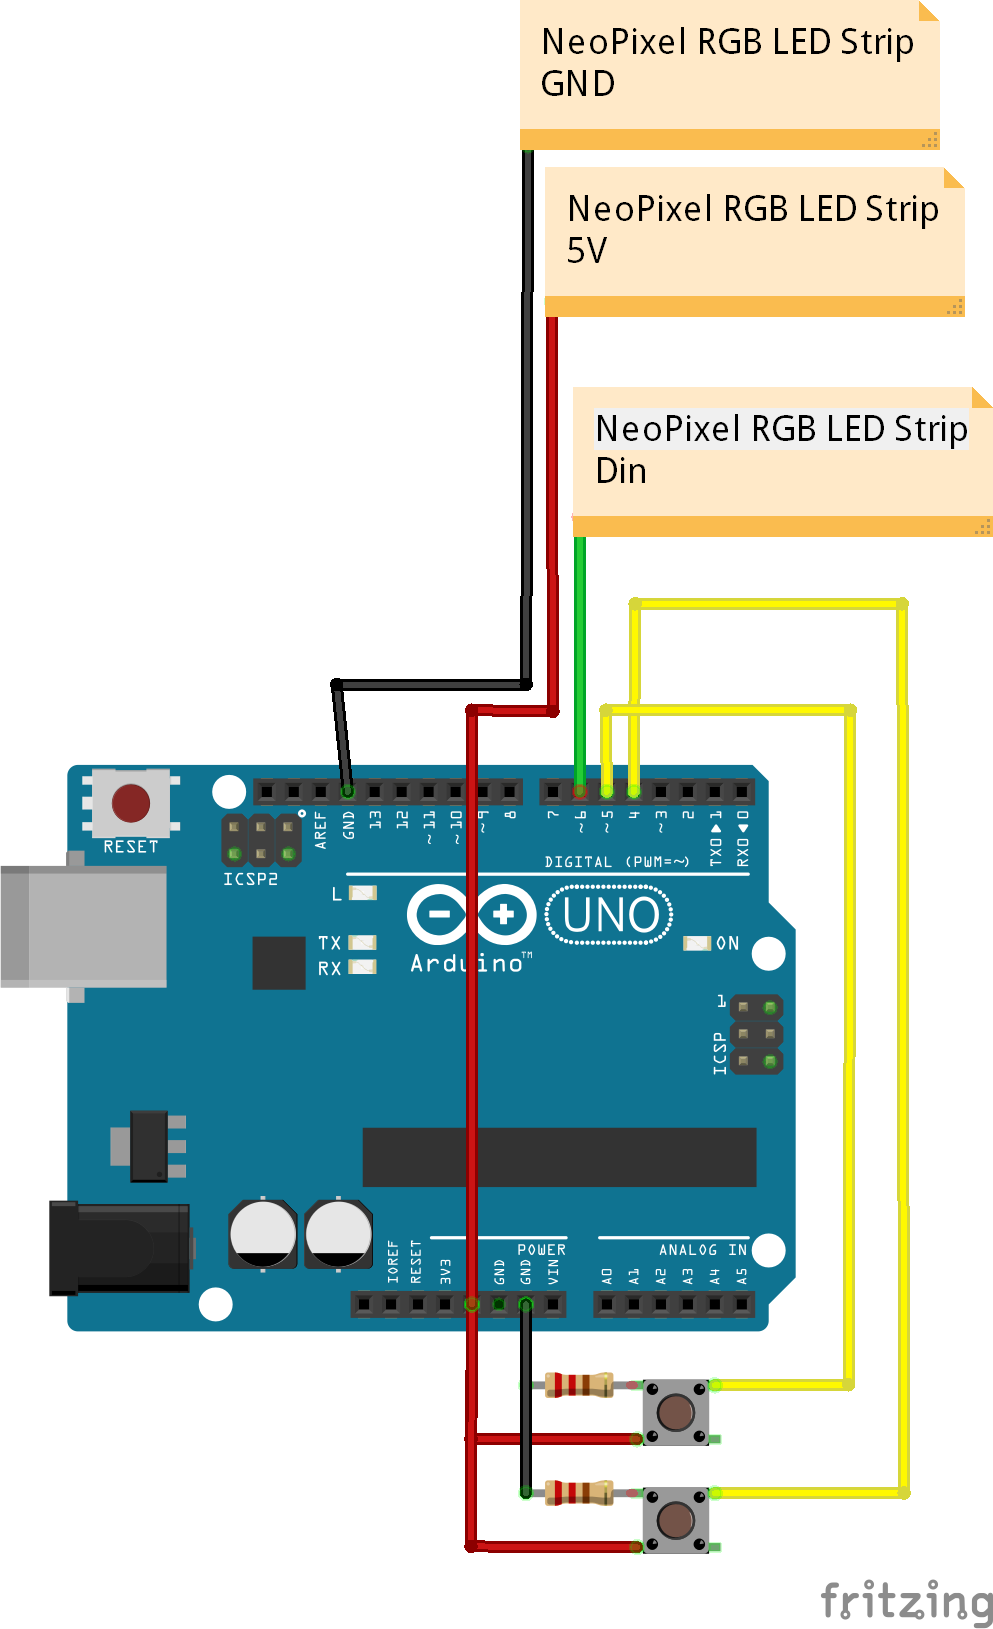 NeoPixel RGB LED Strip
GND
NeoPixel RGB LED Strip
5V
NeoPixel RGB LED Strip
Din
RESET
ICSP2
AREF
GND
13
12
~11
~10
~9
8
7
~6
~5
4
~3
2
TX0▶1
RX0◀0
DIGITAL (PWM=~)
L
TX
RX
Arduino™
UNO
ON
1
ICSP
IOREF
RESET
3V3
GND
GND
VIN
POWER
A0
A1
A2
A3
A4
A5
ANALOG IN
fritzing